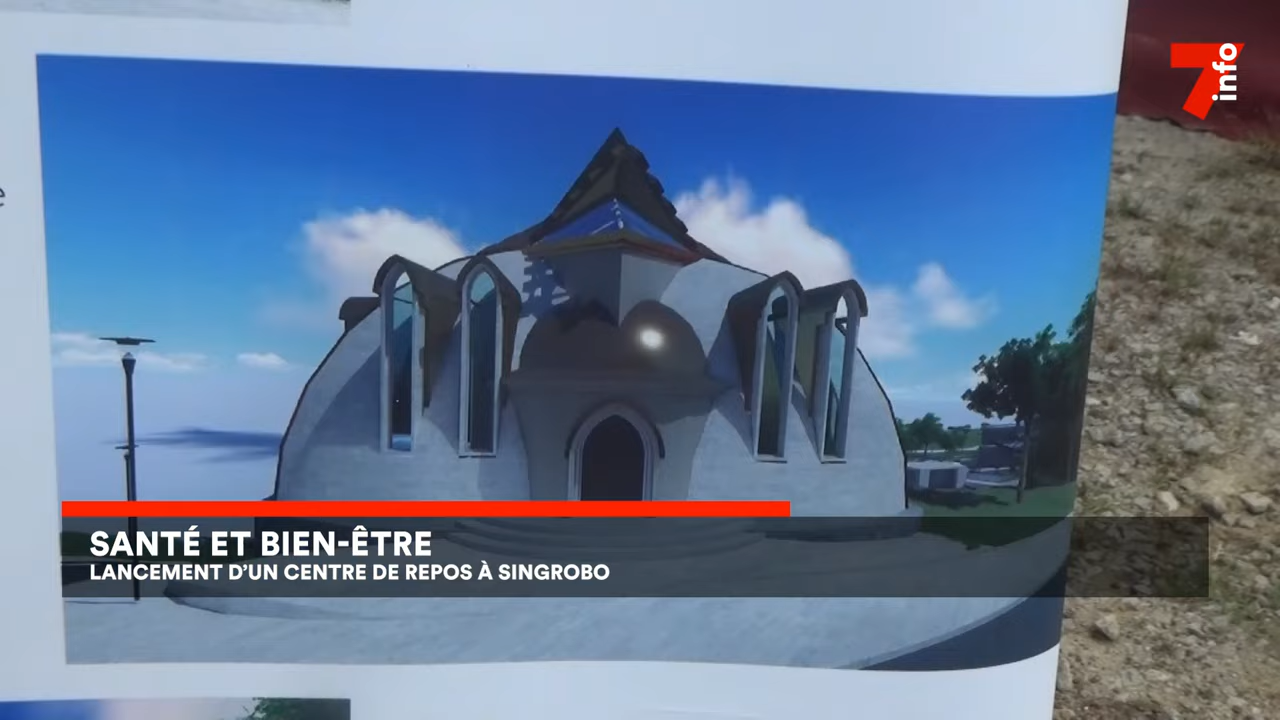 7info
SANTÉ ET BIEN-ÊTRE
LANCEMENT D'UN CENTRE DE REPOS À SINGROBO